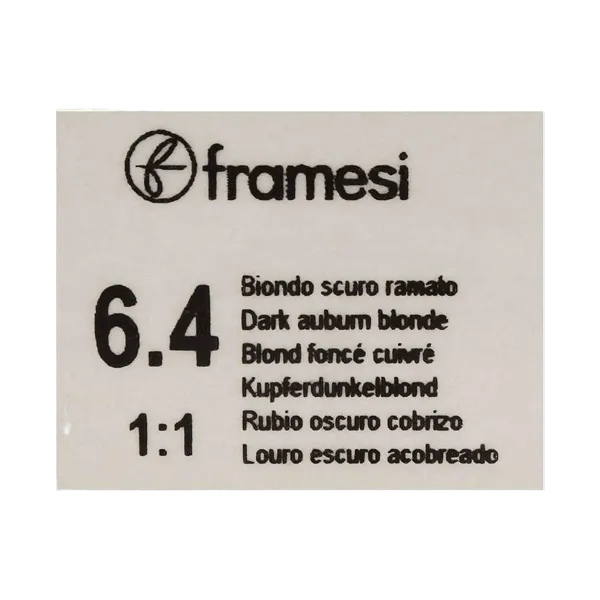 framesi
6.4
1:1
Biondo scuro ramato
Dark auburn blonde
Blond foncé cuivré
Kupferdunkelblond
Rubio oscuro cobrizo
Louro escuro acobreado